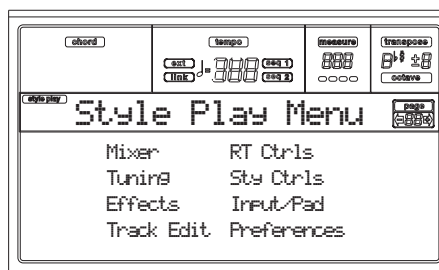 chord tempo measure transpose
ext seq 1
link seq 2
octave
style play
Style Play Menu page
Mixer RT Ctrls
Tuning Sty Ctrls
Effects Input/Pad
Track Edit Preferences